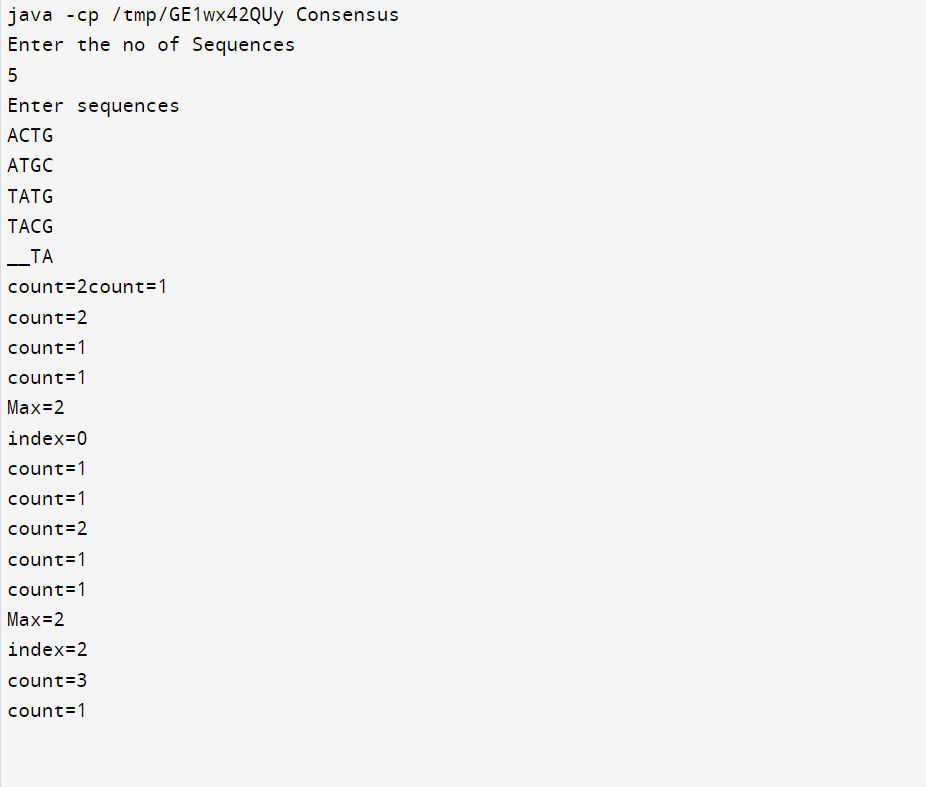 java -cp /tmp/GE1wx42QUy Consensus
Enter the no of Sequences
5
Enter sequences
ACTG
ATGC
TATG
TACG
__TA
count=2count=1
count=2
count=1
count=1
Max=2
index=0
count=1
count=1
count=2
count=1
count=1
Max=2
index=2
count=3
count=1